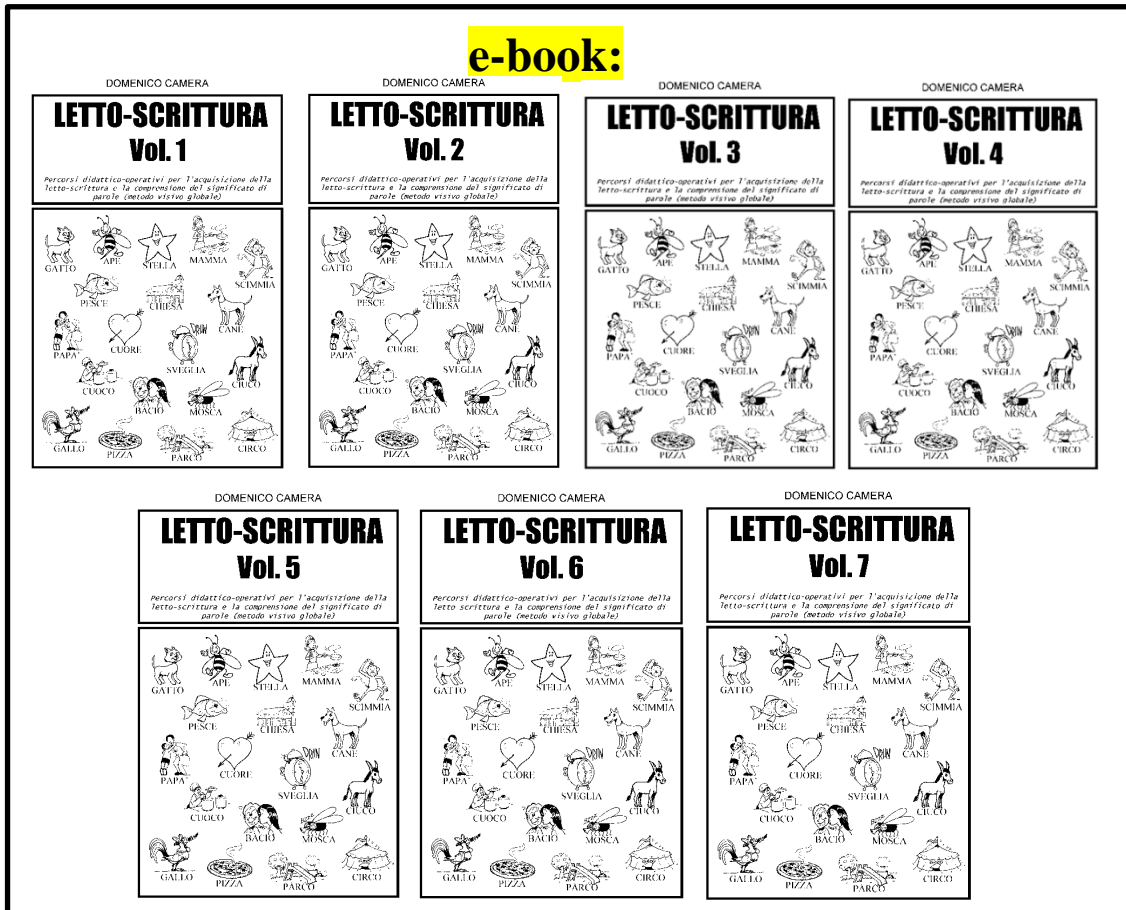 e-book:
DOMENICO CAMERA
LETTO-SCRITTURA
Vol. 1
Percorsi didattico-operativi per l'acquisizione della
letto-scrittura e la comprensione del significato di
parole (metodo visivo globale)
GATTO
APE
STELLA
MAMMA
SCIMMIA
PESCE
CHIESA
CANE
PAPA'
CUORE
DRIIN
SVEGLIA
CIUCO
CUOCO
BACIO
MOSCA
GALLO
PIZZA
PARCO
CIRCO
DOMENICO CAMERA
LETTO-SCRITTURA
Vol. 2
Percorsi didattico-operativi per l'acquisizione della
letto-scrittura e la comprensione del significato di
parole (metodo visivo globale)
GATTO
APE
STELLA
MAMMA
SCIMMIA
PESCE
CHIESA
CANE
PAPA'
CUORE
DRIIN
SVEGLIA
CIUCO
CUOCO
BACIO
MOSCA
GALLO
PIZZA
PARCO
CIRCO
DOMENICO CAMERA
LETTO-SCRITTURA
Vol. 3
Percorsi didattico-operativi per l'acquisizione della
letto-scrittura e la comprensione del significato di
parole (metodo visivo globale)
GATTO
APE
STELLA
MAMMA
SCIMMIA
PESCE
CHIESA
CANE
PAPA'
CUORE
DRIIN
SVEGLIA
CIUCO
CUOCO
BACIO
MOSCA
GALLO
PIZZA
PARCO
CIRCO
DOMENICO CAMERA
LETTO-SCRITTURA
Vol. 4
Percorsi didattico-operativi per l'acquisizione della
letto-scrittura e la comprensione del significato di
parole (metodo visivo globale)
GATTO
APE
STELLA
MAMMA
SCIMMIA
PESCE
CHIESA
CANE
PAPA'
CUORE
DRIIN
SVEGLIA
CIUCO
CUOCO
BACIO
MOSCA
GALLO
PIZZA
PARCO
CIRCO
DOMENICO CAMERA
LETTO-SCRITTURA
Vol. 5
Percorsi didattico-operativi per l'acquisizione della
letto-scrittura e la comprensione del significato di
parole (metodo visivo globale)
GATTO
APE
STELLA
MAMMA
SCIMMIA
PESCE
CHIESA
CANE
PAPA'
CUORE
DRIIN
SVEGLIA
CIUCO
CUOCO
BACIO
MOSCA
GALLO
PIZZA
PARCO
CIRCO
DOMENICO CAMERA
LETTO-SCRITTURA
Vol. 6
Percorsi didattico-operativi per l'acquisizione della
letto scrittura e la comprensione del significato di
parole (metodo visivo globale)
GATTO
APE
STELLA
MAMMA
SCIMMIA
PESCE
CHIESA
CANE
PAPA'
CUORE
DRIIN
SVEGLIA
CIUCO
CUOCO
BACIO
MOSCA
GALLO
PIZZA
PARCO
CIRCO
DOMENICO CAMERA
LETTO-SCRITTURA
Vol. 7
Percorsi didattico-operativi per l'acquisizione della
letto-scrittura e la comprensione del significato di
parole (metodo visivo globale)
GATTO
APE
STELLA
MAMMA
SCIMMIA
PESCE
CHIESA
CANE
PAPA'
CUORE
DRIIN
SVEGLIA
CIUCO
CUOCO
BACIO
MOSCA
GALLO
PIZZA
PARCO
CIRCO